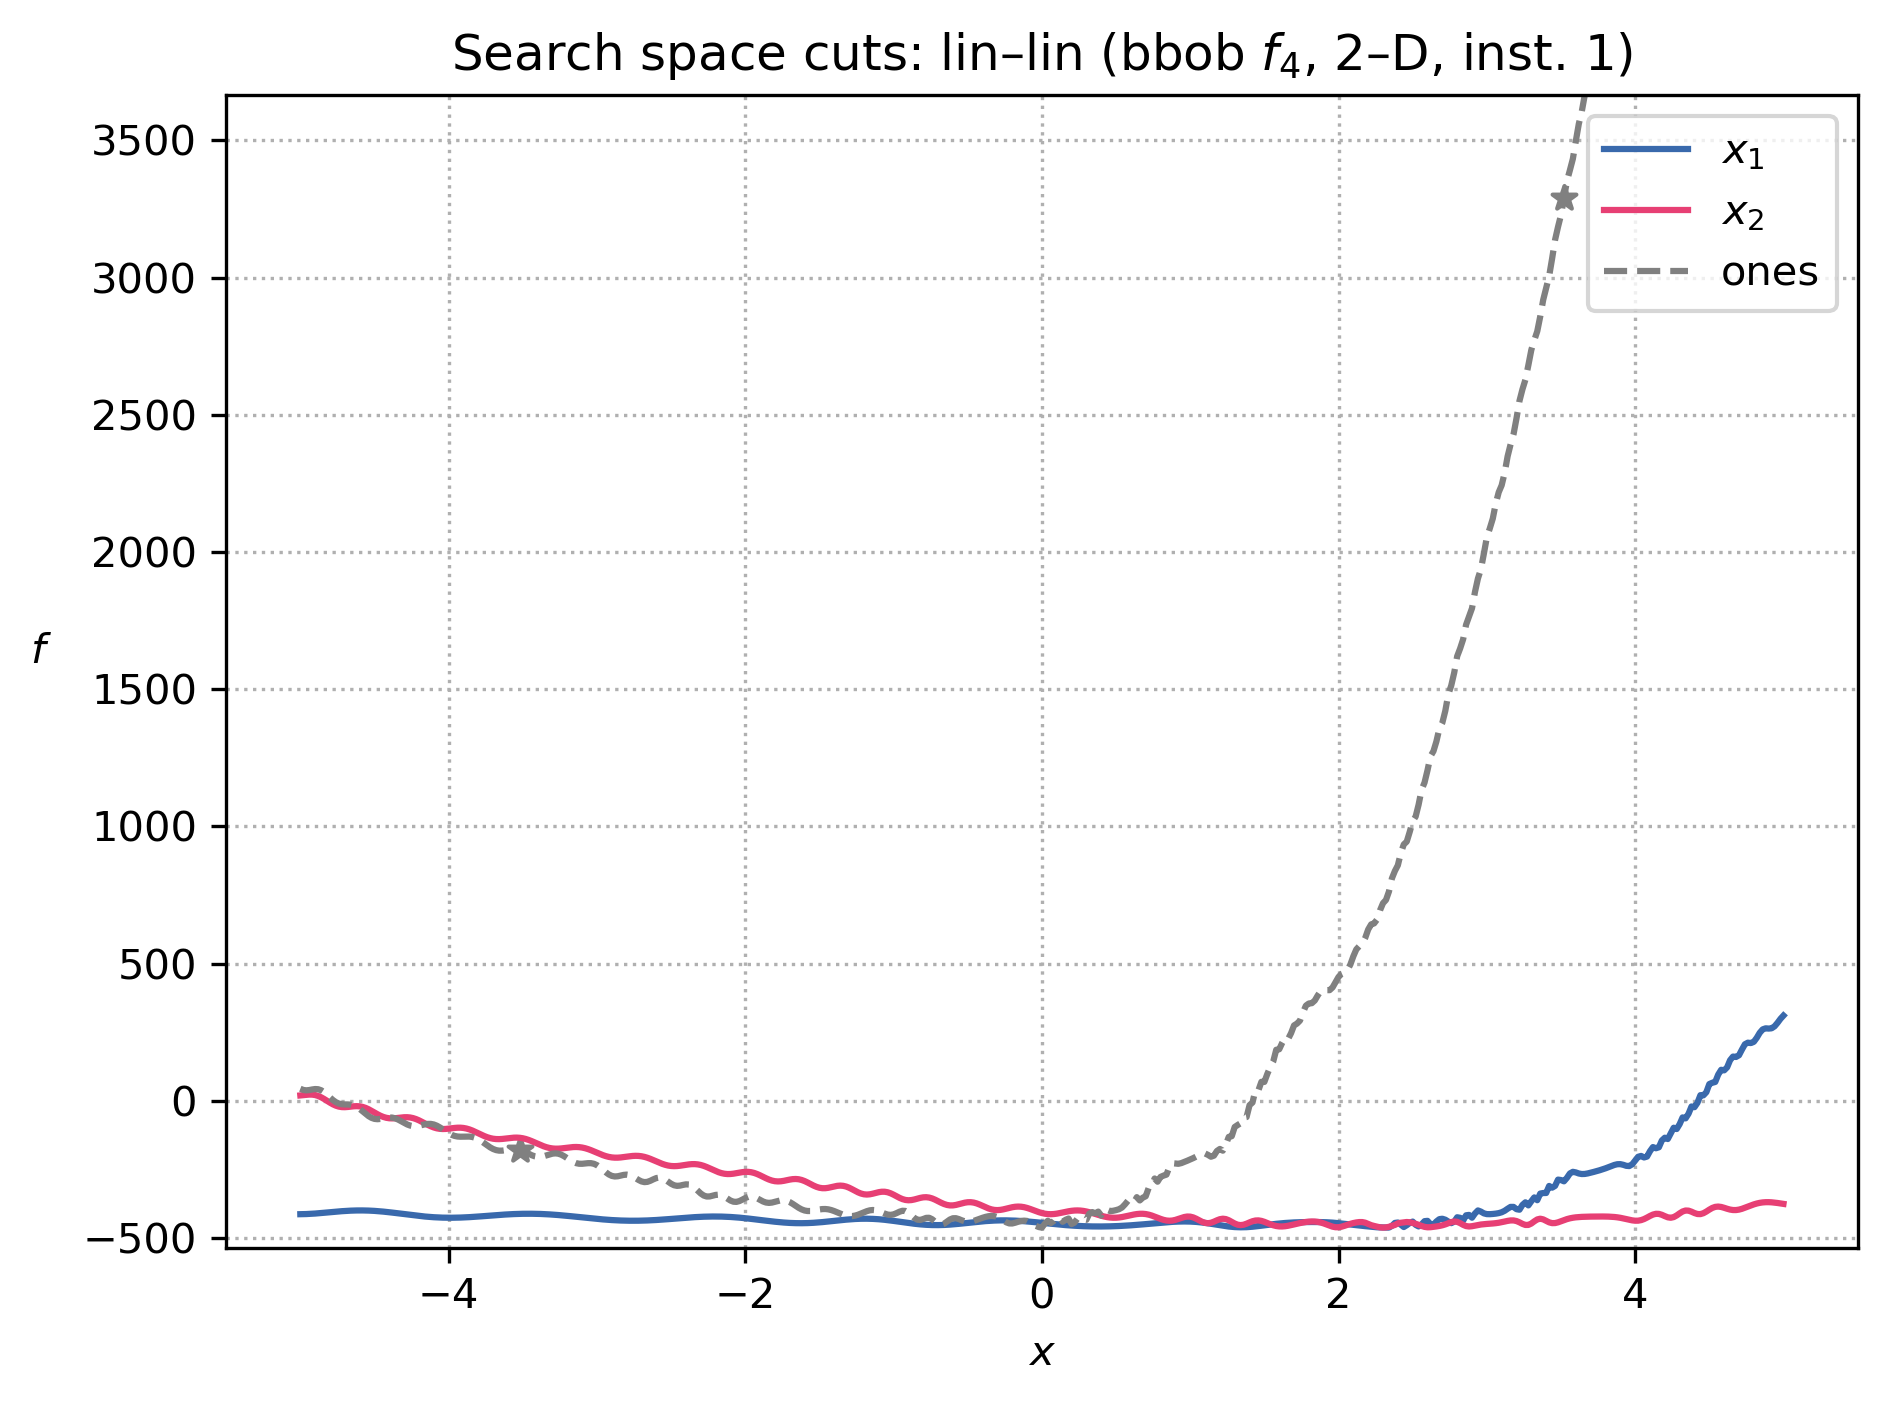 Search space cuts: lin–lin (bbob f₄, 2–D, inst. 1)
3500
3000
2500
2000
1500
1000
500
0
−500
f
x₁
x₂
ones
−4
−2
0
2
4
x